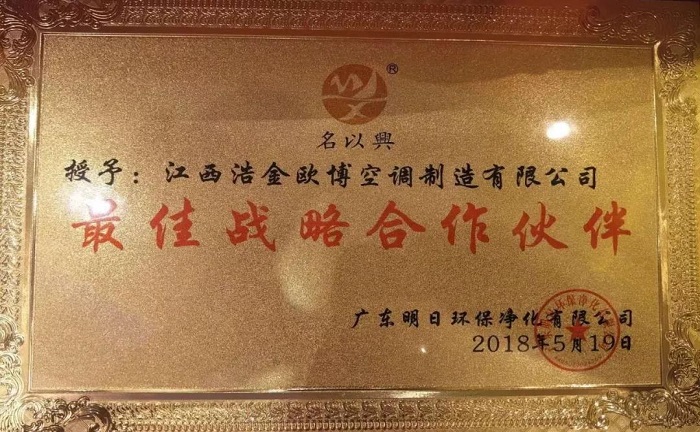 ®
名以興
授予：江西浩金欧博空调制造有限公司
最佳战略合作伙伴
广东明日环保净化有限公司
2018年5月19日